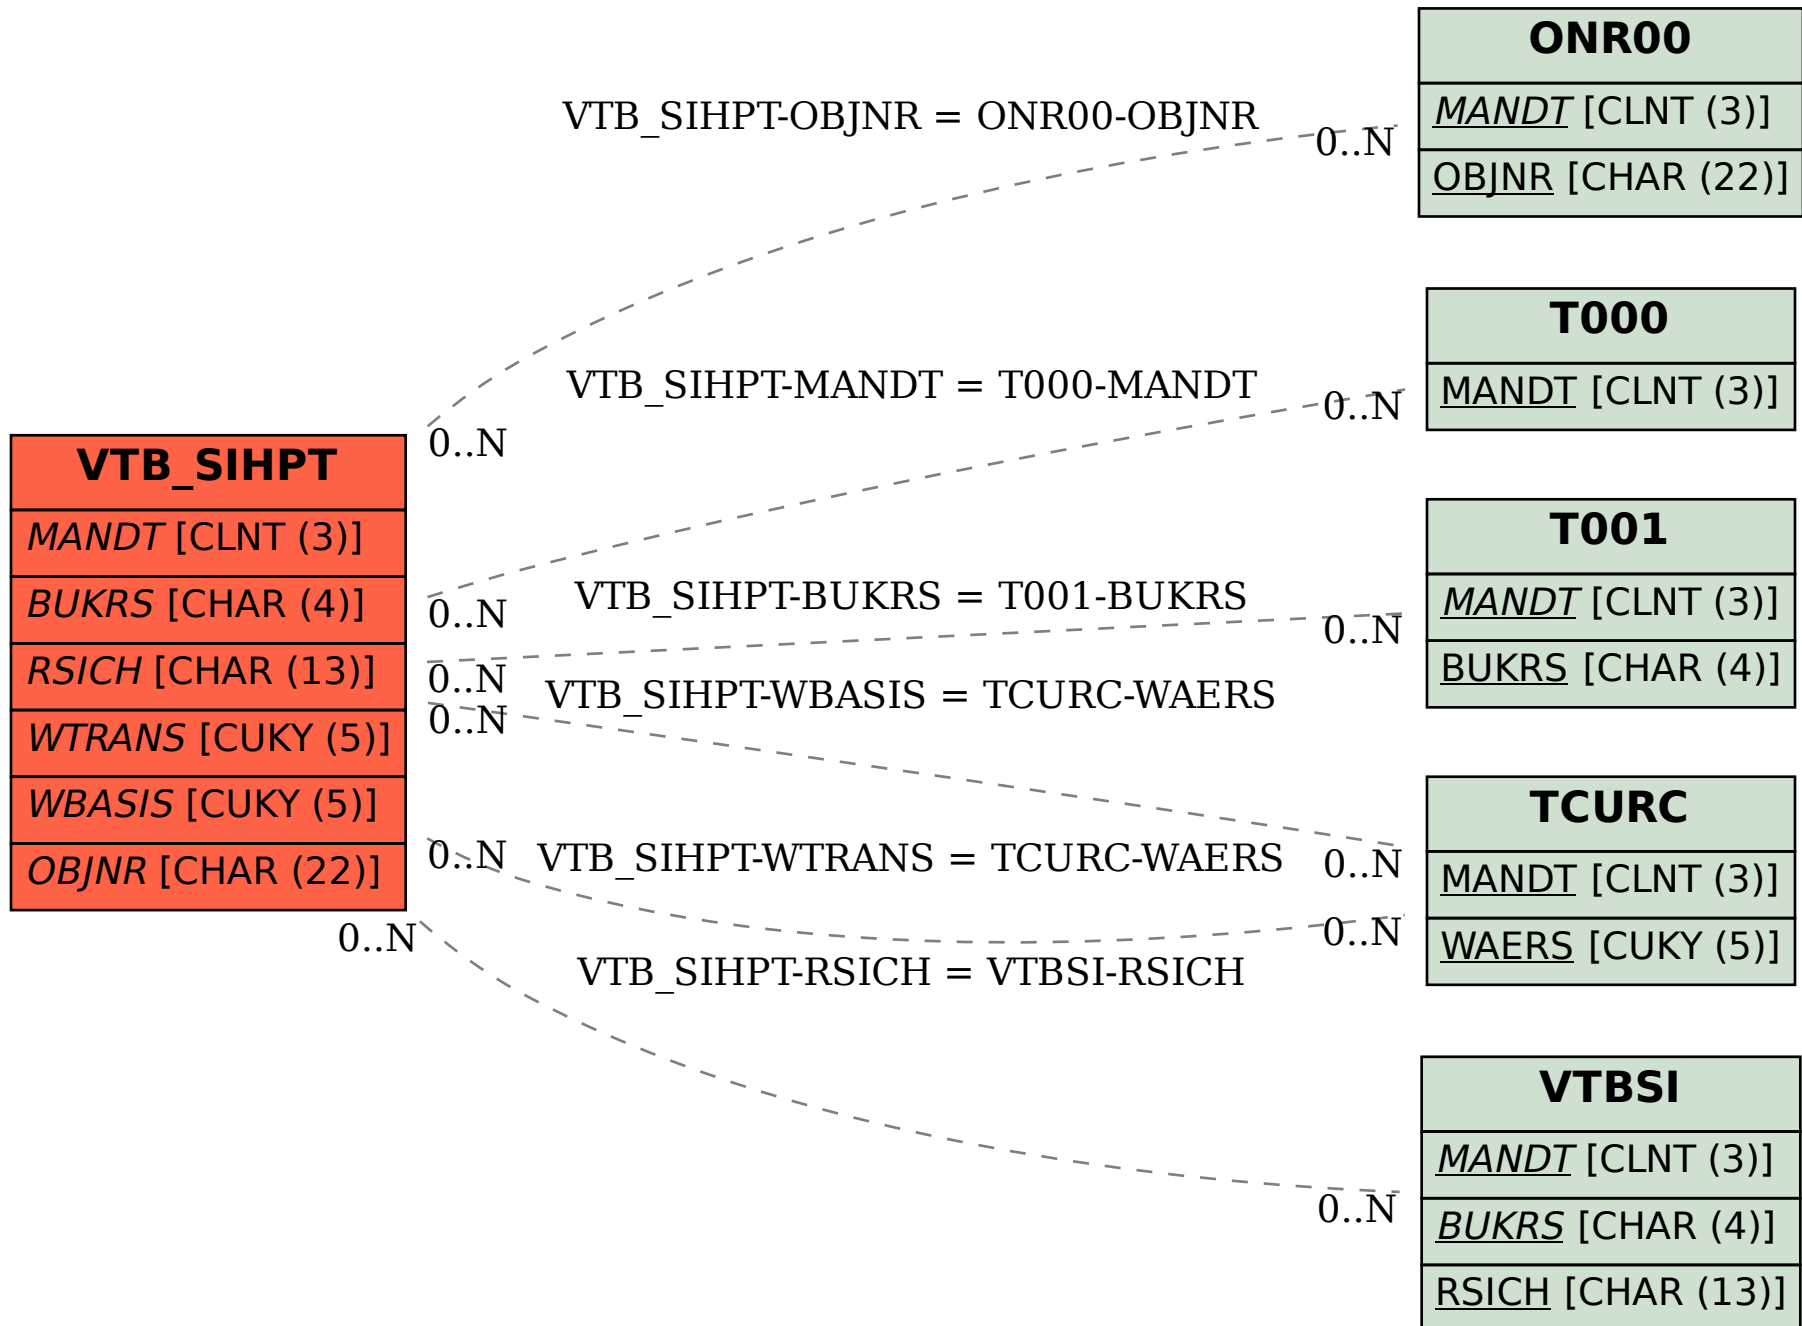 ONR00
MANDT [CLNT (3)]
OBJNR [CHAR (22)]
VTB_SIHPT-OBJNR = ONR00-OBJNR
0..N
0..N
T000
MANDT [CLNT (3)]
VTB_SIHPT-MANDT = T000-MANDT
0..N
0..N
VTB_SIHPT
MANDT [CLNT (3)]
BUKRS [CHAR (4)]
RSICH [CHAR (13)]
WTRANS [CUKY (5)]
WBASIS [CUKY (5)]
OBJNR [CHAR (22)]
T001
MANDT [CLNT (3)]
BUKRS [CHAR (4)]
VTB_SIHPT-BUKRS = T001-BUKRS
0..N
0..N
VTB_SIHPT-WBASIS = TCURC-WAERS
0..N
0..N
TCURC
MANDT [CLNT (3)]
WAERS [CUKY (5)]
VTB_SIHPT-WTRANS = TCURC-WAERS
0..N
0..N
VTB_SIHPT-RSICH = VTBSI-RSICH
0..N
0..N
VTBSI
MANDT [CLNT (3)]
BUKRS [CHAR (4)]
RSICH [CHAR (13)]